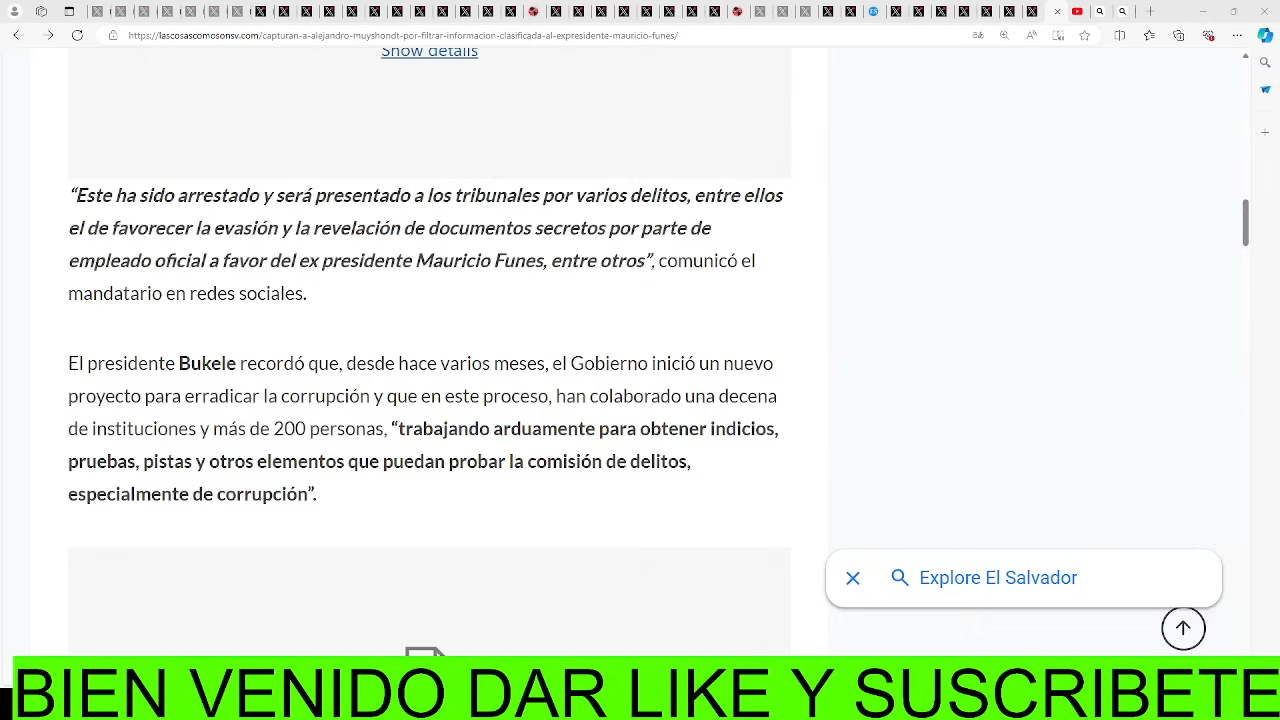 https://lascosascomosonsv.com/capturan-a-alejandro-muyshondt-por-filtrar-informacion-clasificada-al-expresidente-mauricio-funes/
Show details
“Este ha sido arrestado y será presentado a los tribunales por varios delitos, entre ellos
el de favorecer la evasión y la revelación de documentos secretos por parte de
empleado oficial a favor del ex presidente Mauricio Funes, entre otros”, comunicó el
mandatario en redes sociales.
El presidente Bukele recordó que, desde hace varios meses, el Gobierno inició un nuevo
proyecto para erradicar la corrupción y que en este proceso, han colaborado una decena
de instituciones y más de 200 personas, “trabajando arduamente para obtener indicios,
pruebas, pistas y otros elementos que puedan probar la comisión de delitos,
especialmente de corrupción”.
Explore El Salvador
BIEN VENIDO DAR LIKE Y SUSCRIBETE